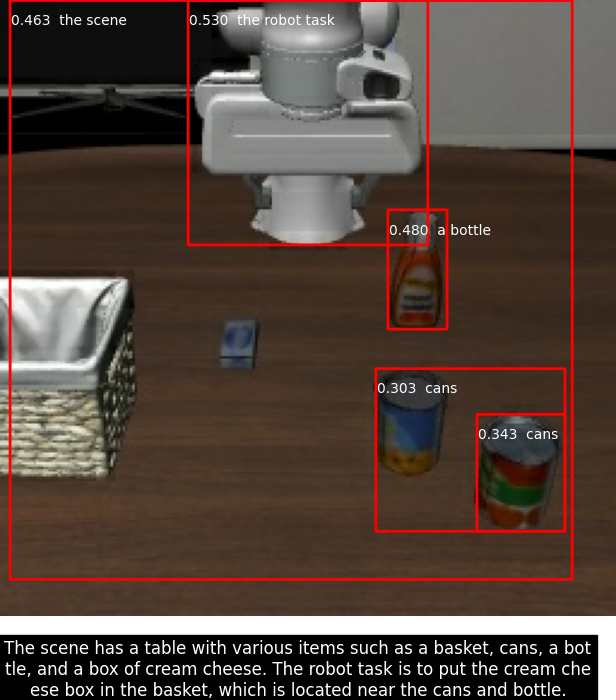 0.463 the scene
0.530 the robot task
0.480 a bottle
0.303 cans
0.343 cans
The scene has a table with various items such as a basket, cans, a bot
tle, and a box of cream cheese. The robot task is to put the cream che
ese box in the basket, which is located near the cans and bottle.